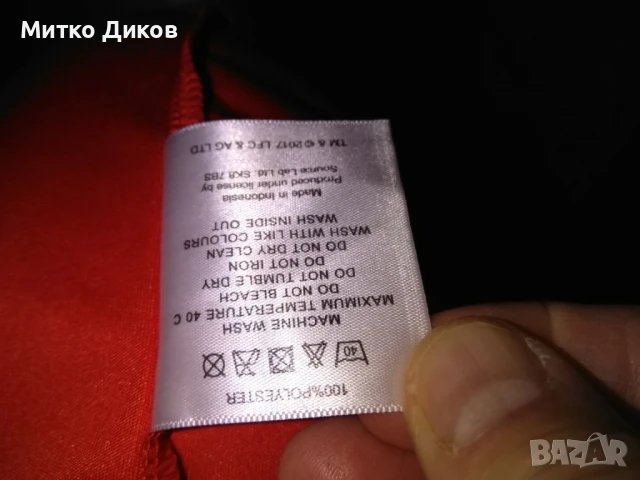 Митко Диков
100%POLYESTER
40
MACHINE WASH
MAXIMUM TEMPERATURE 40 C
DO NOT BLEACH
DO NOT TUMBLE DRY
DO NOT IRON
DO NOT DRY CLEAN
WASH WITH LIKE COLOURS
WASH INSIDE OUT
Made in Indonesia
Produced under license by
Source Lab Ltd. SK8 7BS
TM & © 2017 LFC & AG LTD
BAZAR